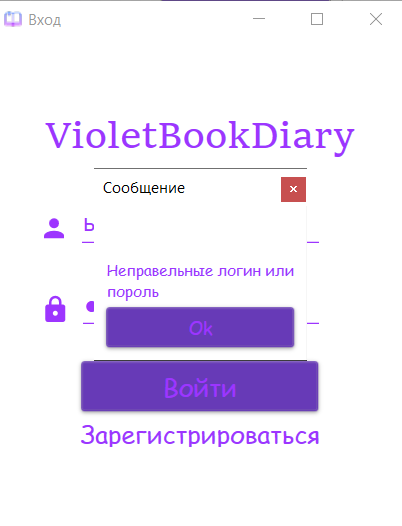 Вход
VioletBookDiary
Сообщение
Неправельные логин или
пороль
Ok
Войти
Зарегистрироваться